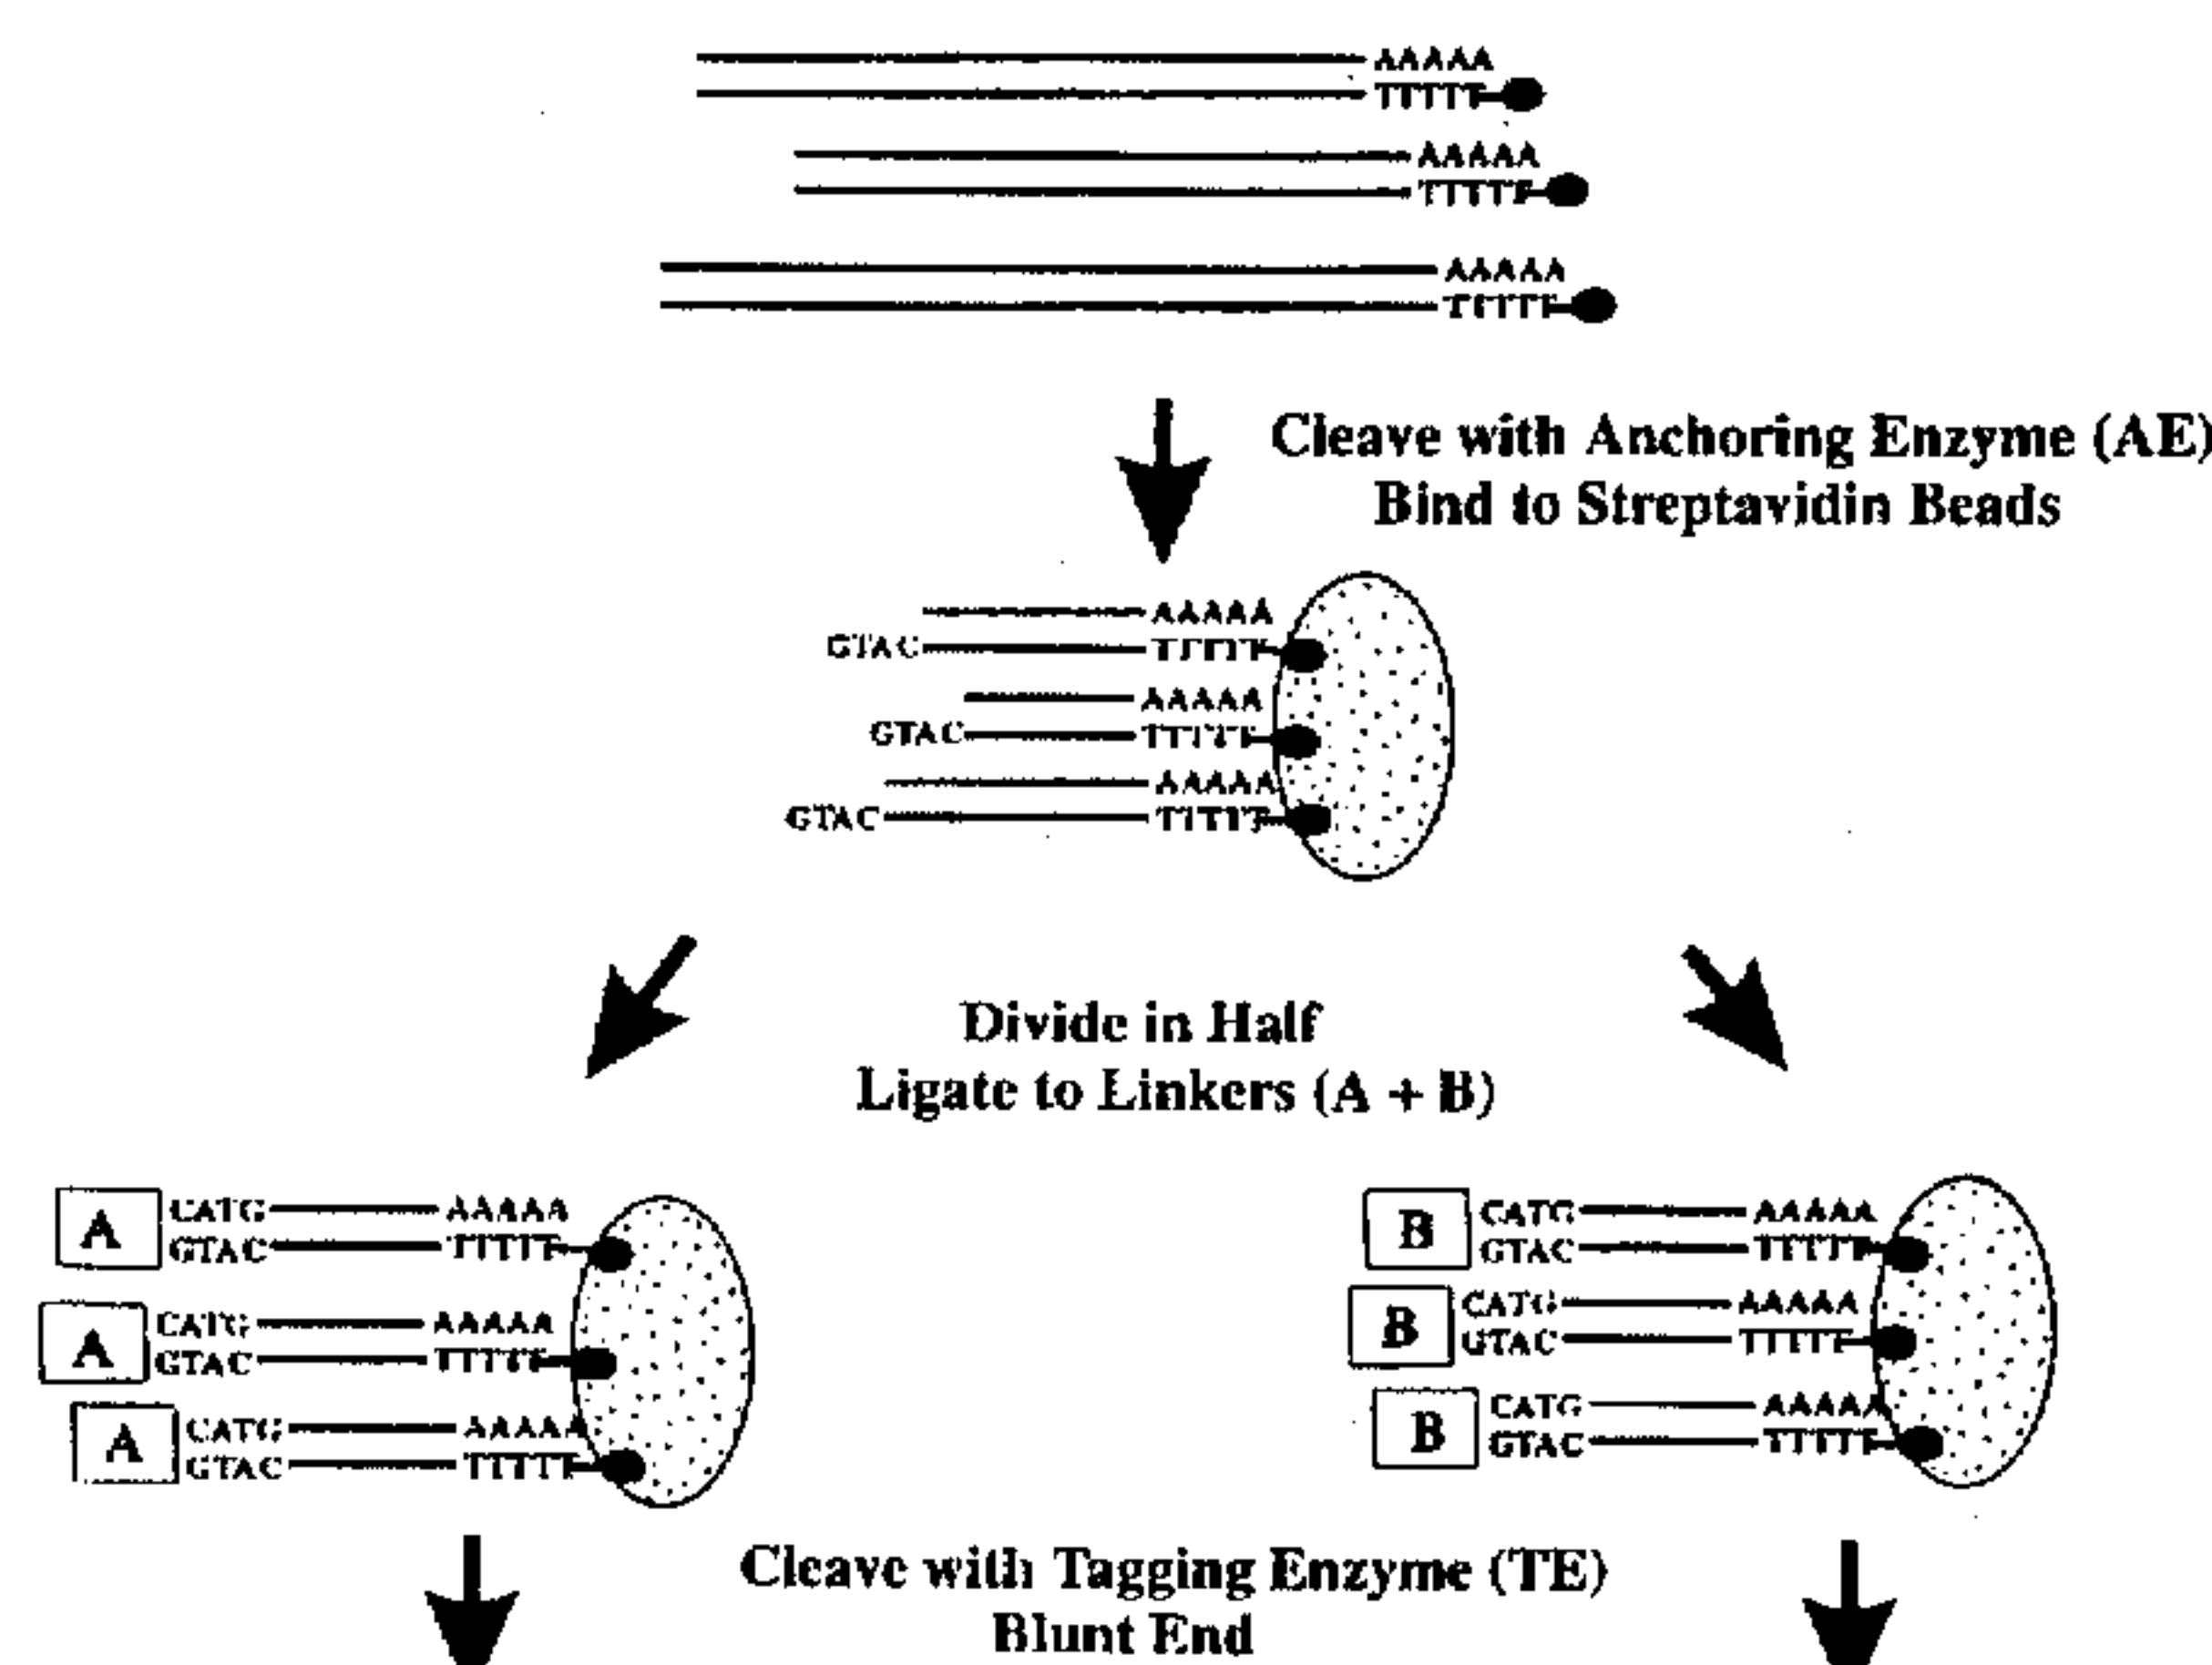 AAAAA
TTTTT
AAAAA
TTTTT
AAAAA
TTTTT
Cleave with Anchoring Enzyme (AE)
Bind to Streptavidin Beads
AAAAA
GTAC TTTTT
AAAAA
GTAC TTTTT
AAAAA
GTAC TTTTT
Divide in Half
Ligate to Linkers (A + B)
A CATG AAAAA B CATG AAAAA
GTAC TTTTT GTAC TTTTT
A CATG AAAAA B CATG AAAAA
GTAC TTTTT GTAC TTTTT
A CATG AAAAA B CATG AAAAA
GTAC TTTTT GTAC TTTTT
Cleave with Tagging Enzyme (TE)
Blunt End